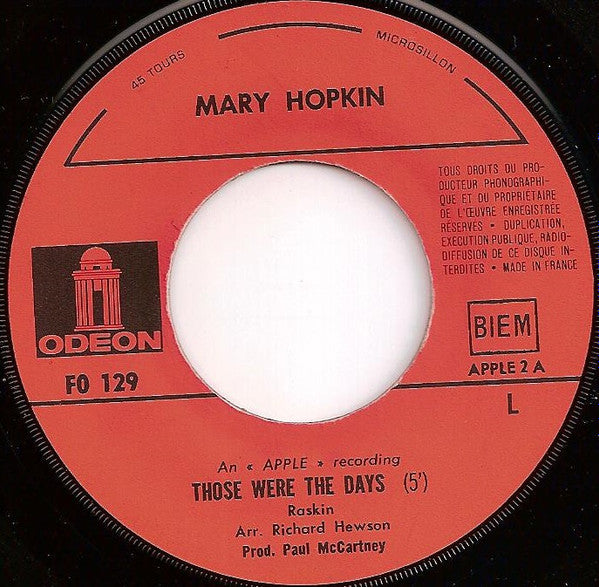 45 TOURS
MICROSILLON
MARY HOPKIN
TOUS DROITS DU PRO-
DUCTEUR PHONOGRAPHI-
QUE ET DU PROPRIETAIRE
DE L'ŒUVRE ENREGISTRÉE
RÉSERVES • DUPLICATION,
EXECUTION PUBLIQUE, RADIO-
DIFFUSION DE CE DISQUE IN-
TERDITES • MADE IN FRANCE
ODEON
FO 129
BIEM
APPLE 2 A
L
An « APPLE » recording
THOSE WERE THE DAYS (5')
Raskin
Arr. Richard Hewson
Prod. Paul McCartney